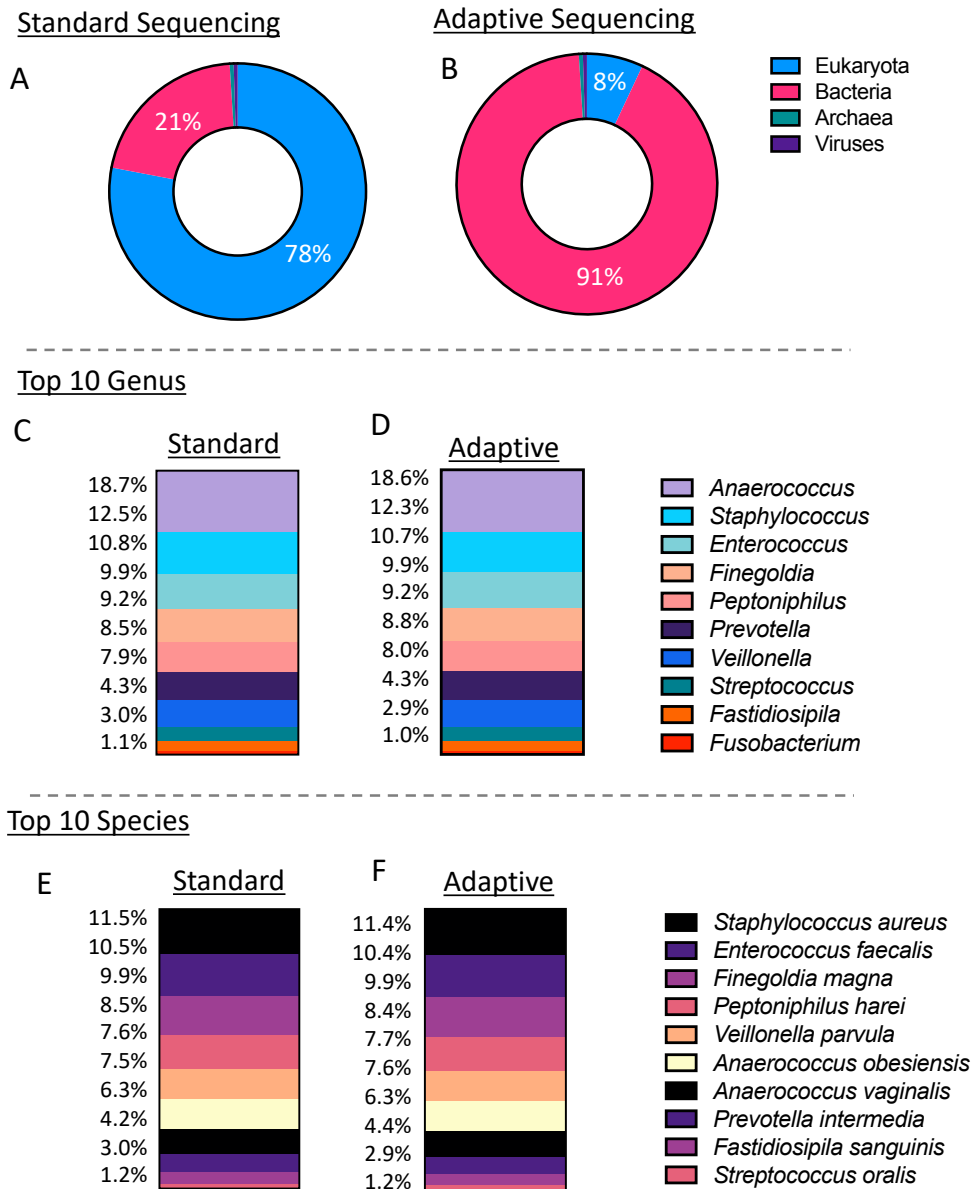 Standard Sequencing
Adaptive Sequencing
A
B
21%
78%
8%
91%
Eukaryota
Bacteria
Archaea
Viruses
Top 10 Genus
C
Standard
18.7%
12.5%
10.8%
9.9%
9.2%
8.5%
7.9%
4.3%
3.0%
1.1%
D
Adaptive
18.6%
12.3%
10.7%
9.9%
9.2%
8.8%
8.0%
4.3%
2.9%
1.0%
Anaerococcus
Staphylococcus
Enterococcus
Finegoldia
Peptoniphilus
Prevotella
Veillonella
Streptococcus
Fastidiosipila
Fusobacterium
Top 10 Species
E
Standard
11.5%
10.5%
9.9%
8.5%
7.6%
7.5%
6.3%
4.2%
3.0%
1.2%
F
Adaptive
11.4%
10.4%
9.9%
8.4%
7.7%
7.6%
6.3%
4.4%
2.9%
1.2%
Staphylococcus aureus
Enterococcus faecalis
Finegoldia magna
Peptoniphilus harei
Veillonella parvula
Anaerococcus obesiensis
Anaerococcus vaginalis
Prevotella intermedia
Fastidiosipila sanguinis
Streptococcus oralis